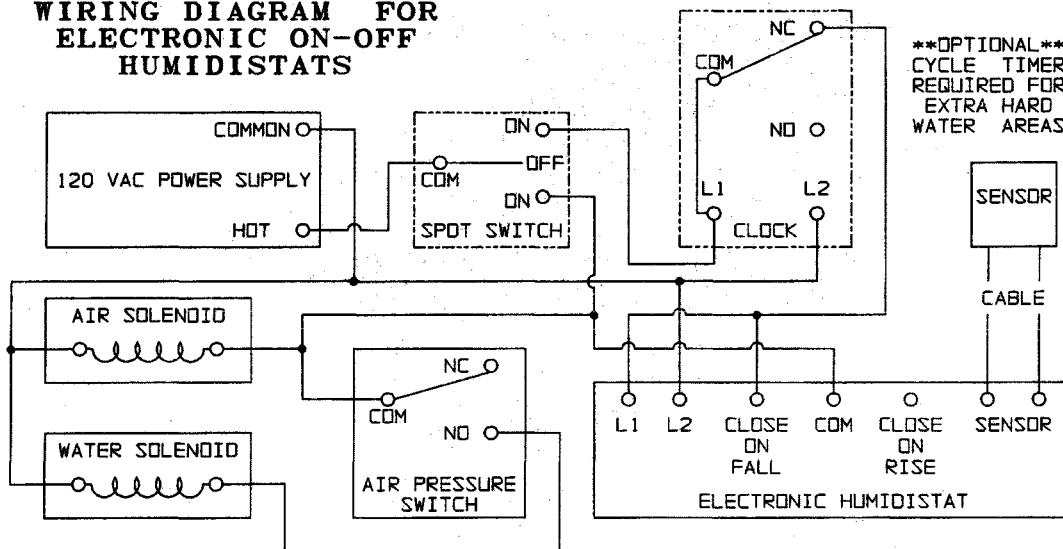 WIRING DIAGRAM FOR
ELECTRONIC ON-OFF
HUMIDISTATS
**OPTIONAL**
CYCLE TIMER
REQUIRED FOR
EXTRA HARD
WATER AREAS
NC
COM
NO
L1 L2
CLOCK
COMMON
120 VAC POWER SUPPLY
HOT
ON
OFF
COM
ON
SPDT SWITCH
SENSOR
CABLE
AIR SOLENOID
WATER SOLENOID
NC
COM
NO
AIR PRESSURE
SWITCH
L1 L2 CLOSE COM CLOSE SENSOR
ON ON
FALL RISE
ELECTRONIC HUMIDISTAT